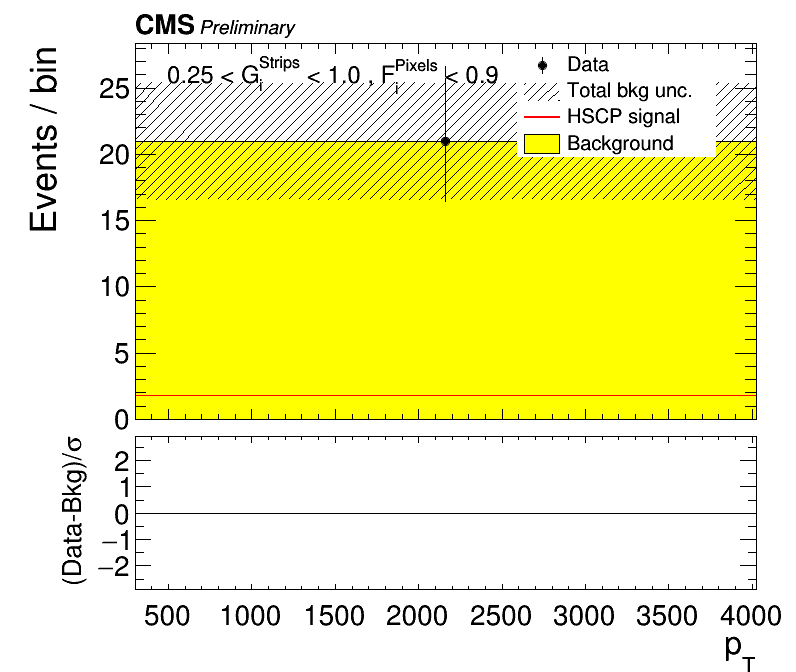 CMS Preliminary
0.25 < G_i^Strips < 1.0 , F_i^Pixels < 0.9
Data
Total bkg unc.
HSCP signal
Background
Events / bin
25
20
15
10
5
0
(Data-Bkg)/σ
2
1
0
−1
−2
500 1000 1500 2000 2500 3000 3500 4000
p_T